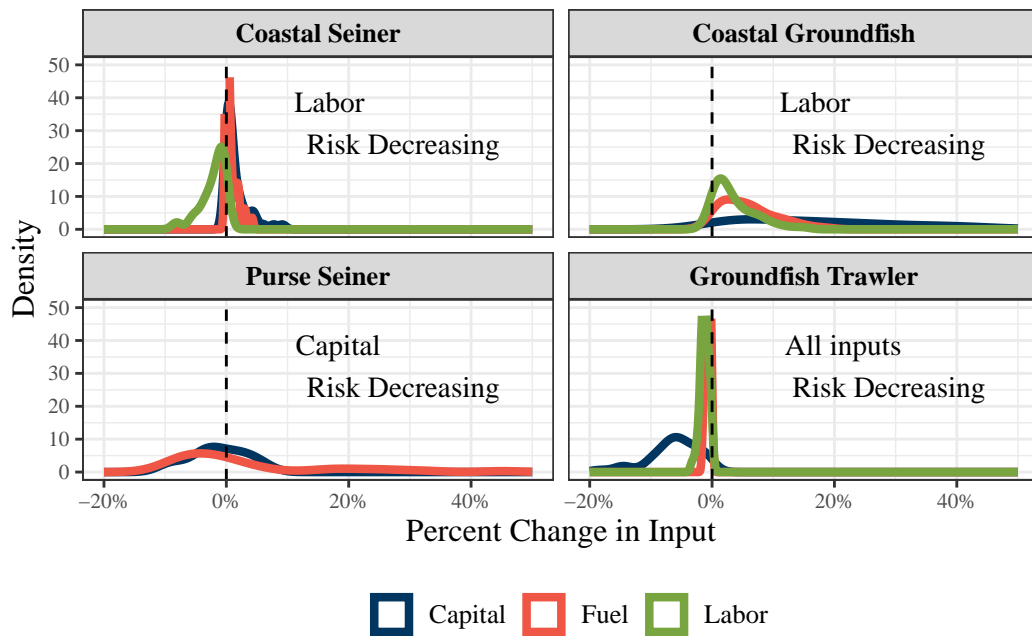 Coastal Seiner
Coastal Groundfish
50
40
30
20
10
0
Labor
Risk Decreasing
Labor
Risk Decreasing
Density
Purse Seiner
Groundfish Trawler
50
40
30
20
10
0
Capital
Risk Decreasing
All inputs
Risk Decreasing
−20% 0% 20% 40%
−20% 0% 20% 40%
Percent Change in Input
Capital Fuel Labor